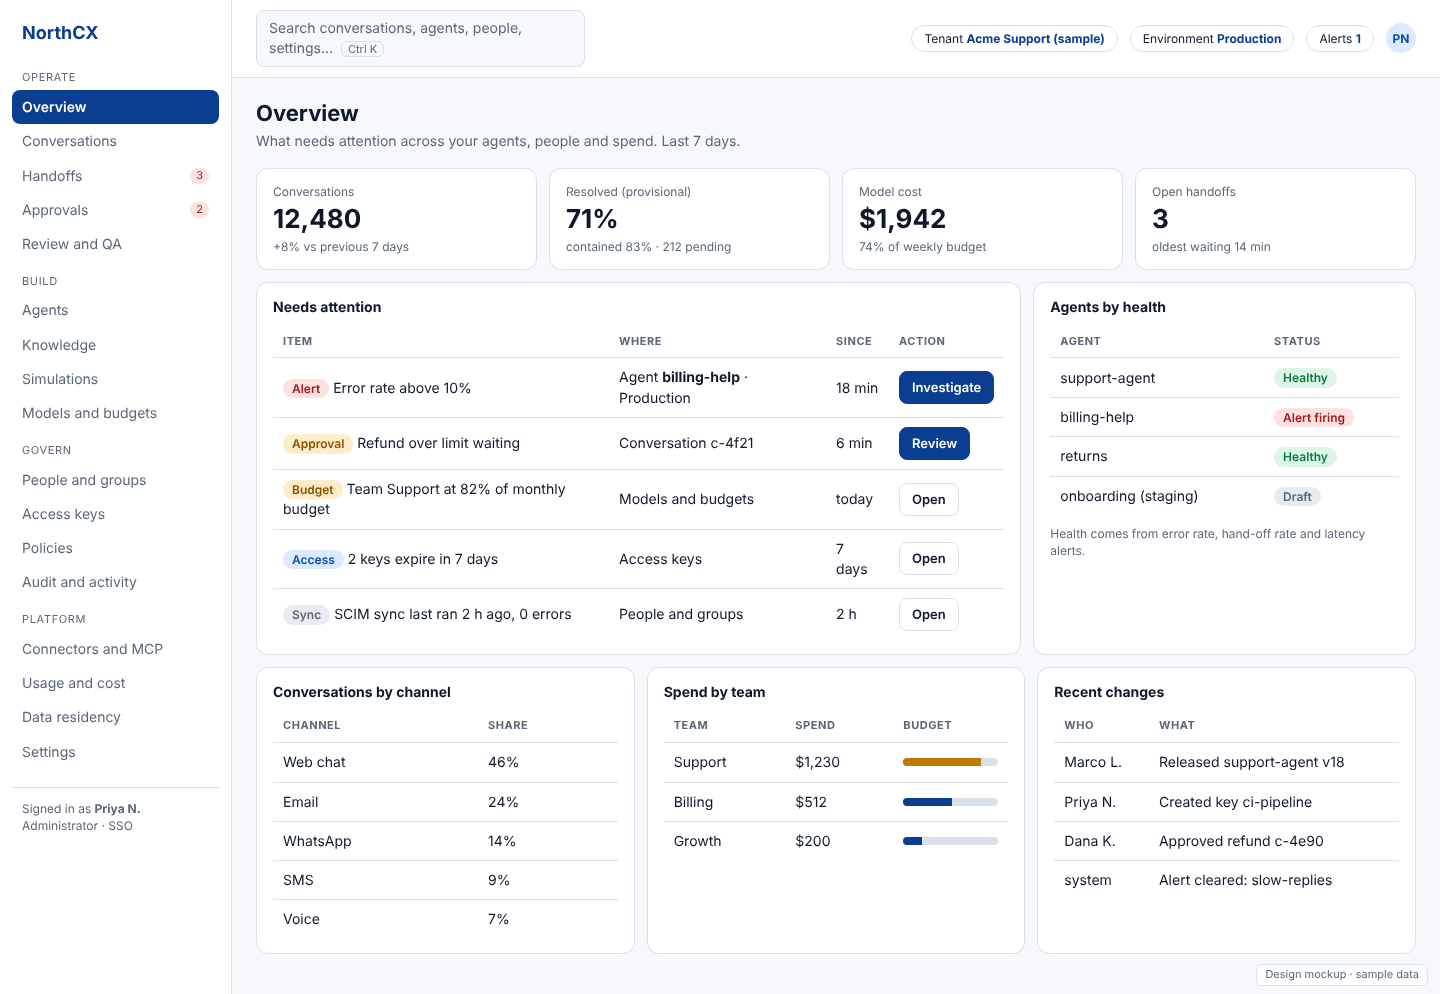 NorthCX
OPERATE
Overview
Conversations
Handoffs 3
Approvals 2
Review and QA
BUILD
Agents
Knowledge
Simulations
Models and budgets
GOVERN
People and groups
Access keys
Policies
Audit and activity
PLATFORM
Connectors and MCP
Usage and cost
Data residency
Settings
Signed in as Priya N.
Administrator · SSO
Search conversations, agents, people,
settings... Ctrl K
Tenant Acme Support (sample)
Environment Production
Alerts 1
PN
Overview
What needs attention across your agents, people and spend. Last 7 days.
Conversations
12,480
+8% vs previous 7 days
Resolved (provisional)
71%
contained 83% · 212 pending
Model cost
$1,942
74% of weekly budget
Open handoffs
3
oldest waiting 14 min
Needs attention
ITEM WHERE SINCE ACTION
Alert Error rate above 10% Agent billing-help · Production 18 min Investigate
Approval Refund over limit waiting Conversation c-4f21 6 min Review
Budget Team Support at 82% of monthly budget Models and budgets today Open
Access 2 keys expire in 7 days Access keys 7 days Open
Sync SCIM sync last ran 2 h ago, 0 errors People and groups 2 h Open
Agents by health
AGENT STATUS
support-agent Healthy
billing-help Alert firing
returns Healthy
onboarding (staging) Draft
Health comes from error rate, hand-off rate and latency
alerts.
Conversations by channel
CHANNEL SHARE
Web chat 46%
Email 24%
WhatsApp 14%
SMS 9%
Voice 7%
Spend by team
TEAM SPEND BUDGET
Support $1,230
Billing $512
Growth $200
Recent changes
WHO WHAT
Marco L. Released support-agent v18
Priya N. Created key ci-pipeline
Dana K. Approved refund c-4e90
system Alert cleared: slow-replies
Design mockup · sample data